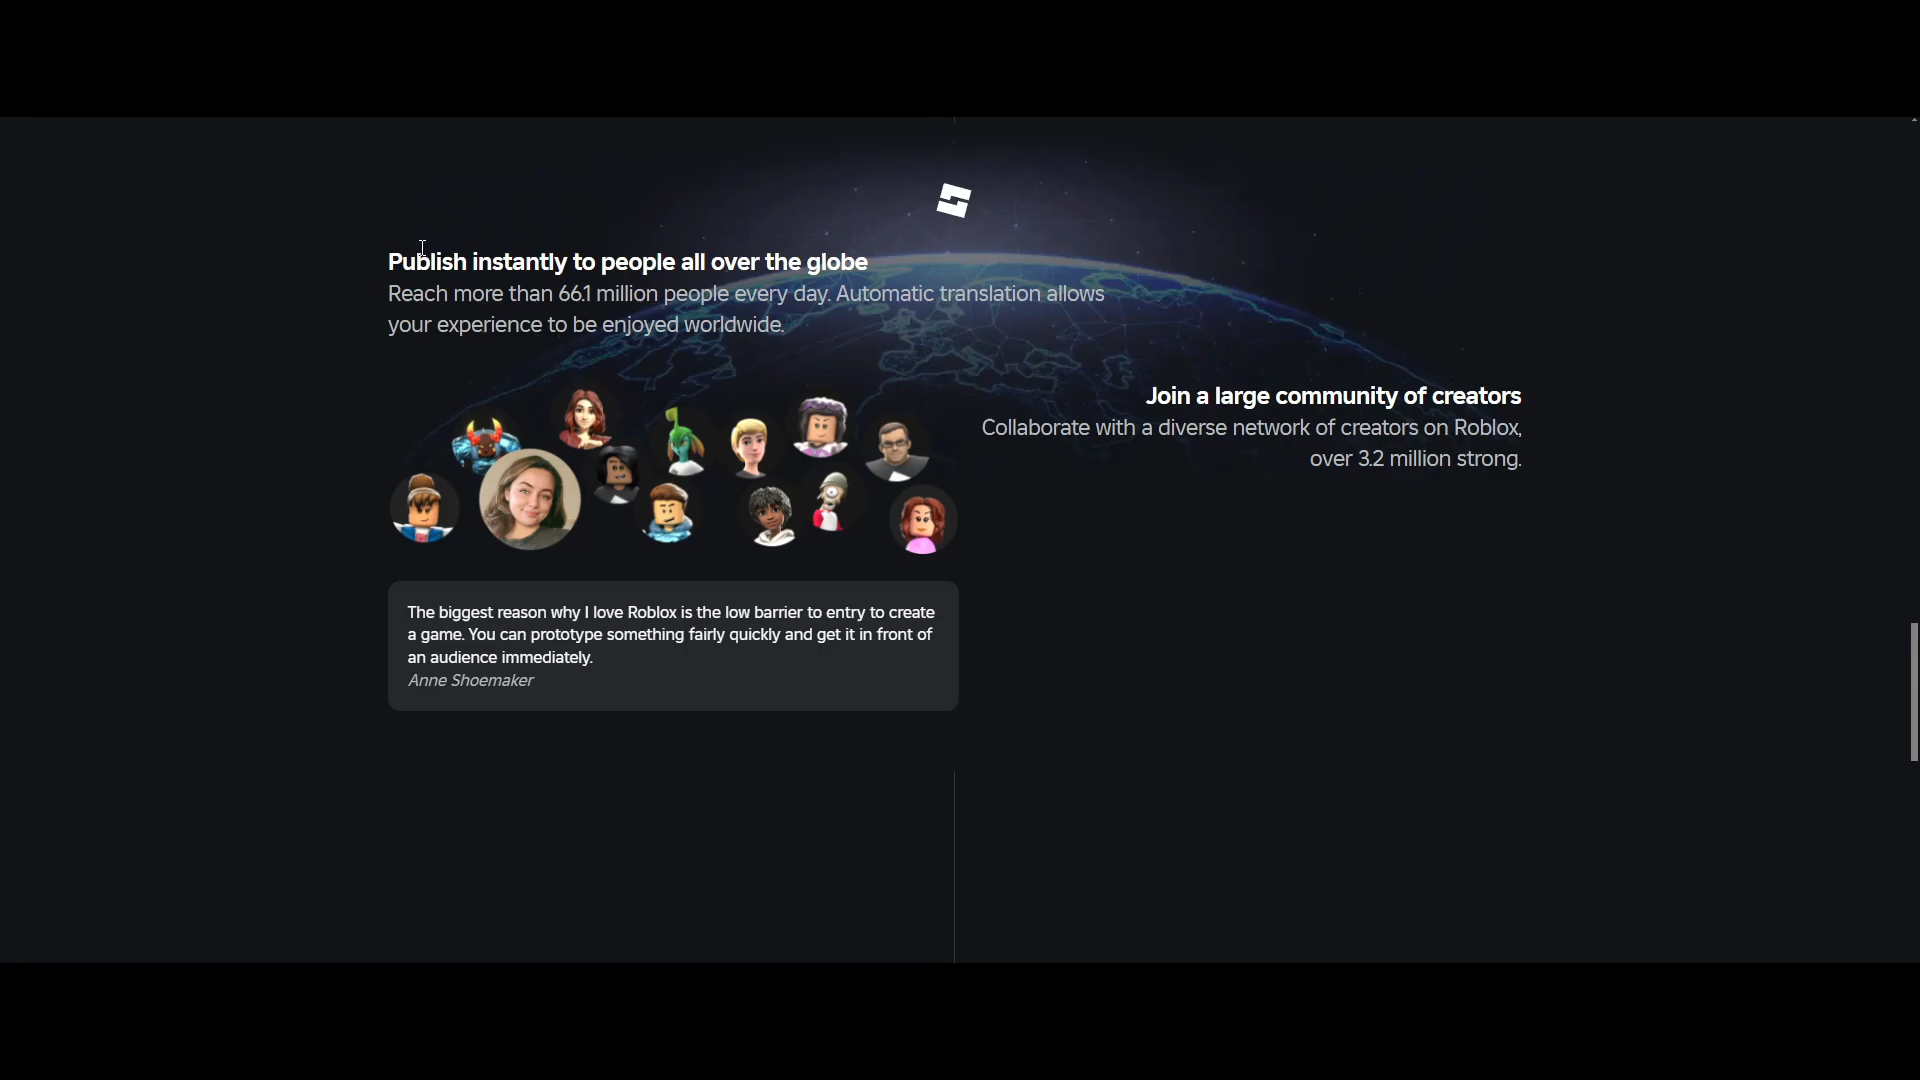 Publish instantly to people all over the globe
Reach more than 66.1 million people every day. Automatic translation allows
your experience to be enjoyed worldwide.
Join a large community of creators
Collaborate with a diverse network of creators on Roblox,
over 3.2 million strong.
The biggest reason why I love Roblox is the low barrier to entry to create
a game. You can prototype something fairly quickly and get it in front of
an audience immediately.
Anne Shoemaker